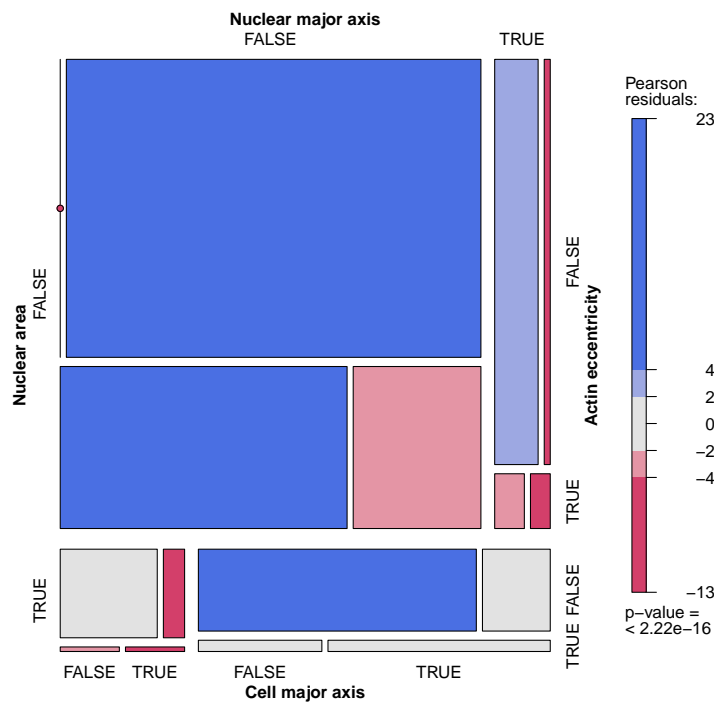 Nuclear major axis
FALSE TRUE
Pearson
residuals:
23
4
2
0
−2
−4
−13
p−value =
< 2.22e−16
Nuclear area
FALSE
TRUE
Actin eccentricity
FALSE
TRUE
FALSE
TRUE
FALSE TRUE FALSE TRUE
Cell major axis